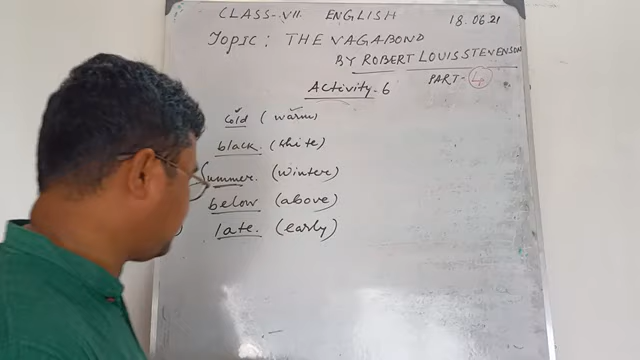 CLASS-VII ENGLISH 18.06.21
TOPIC: THE VAGABOND
BY ROBERT LOUIS STEVENSON
PART-4
Activity-6
Cold (warm)
black. (white)
Summer. (winter)
below (above)
late. (early)